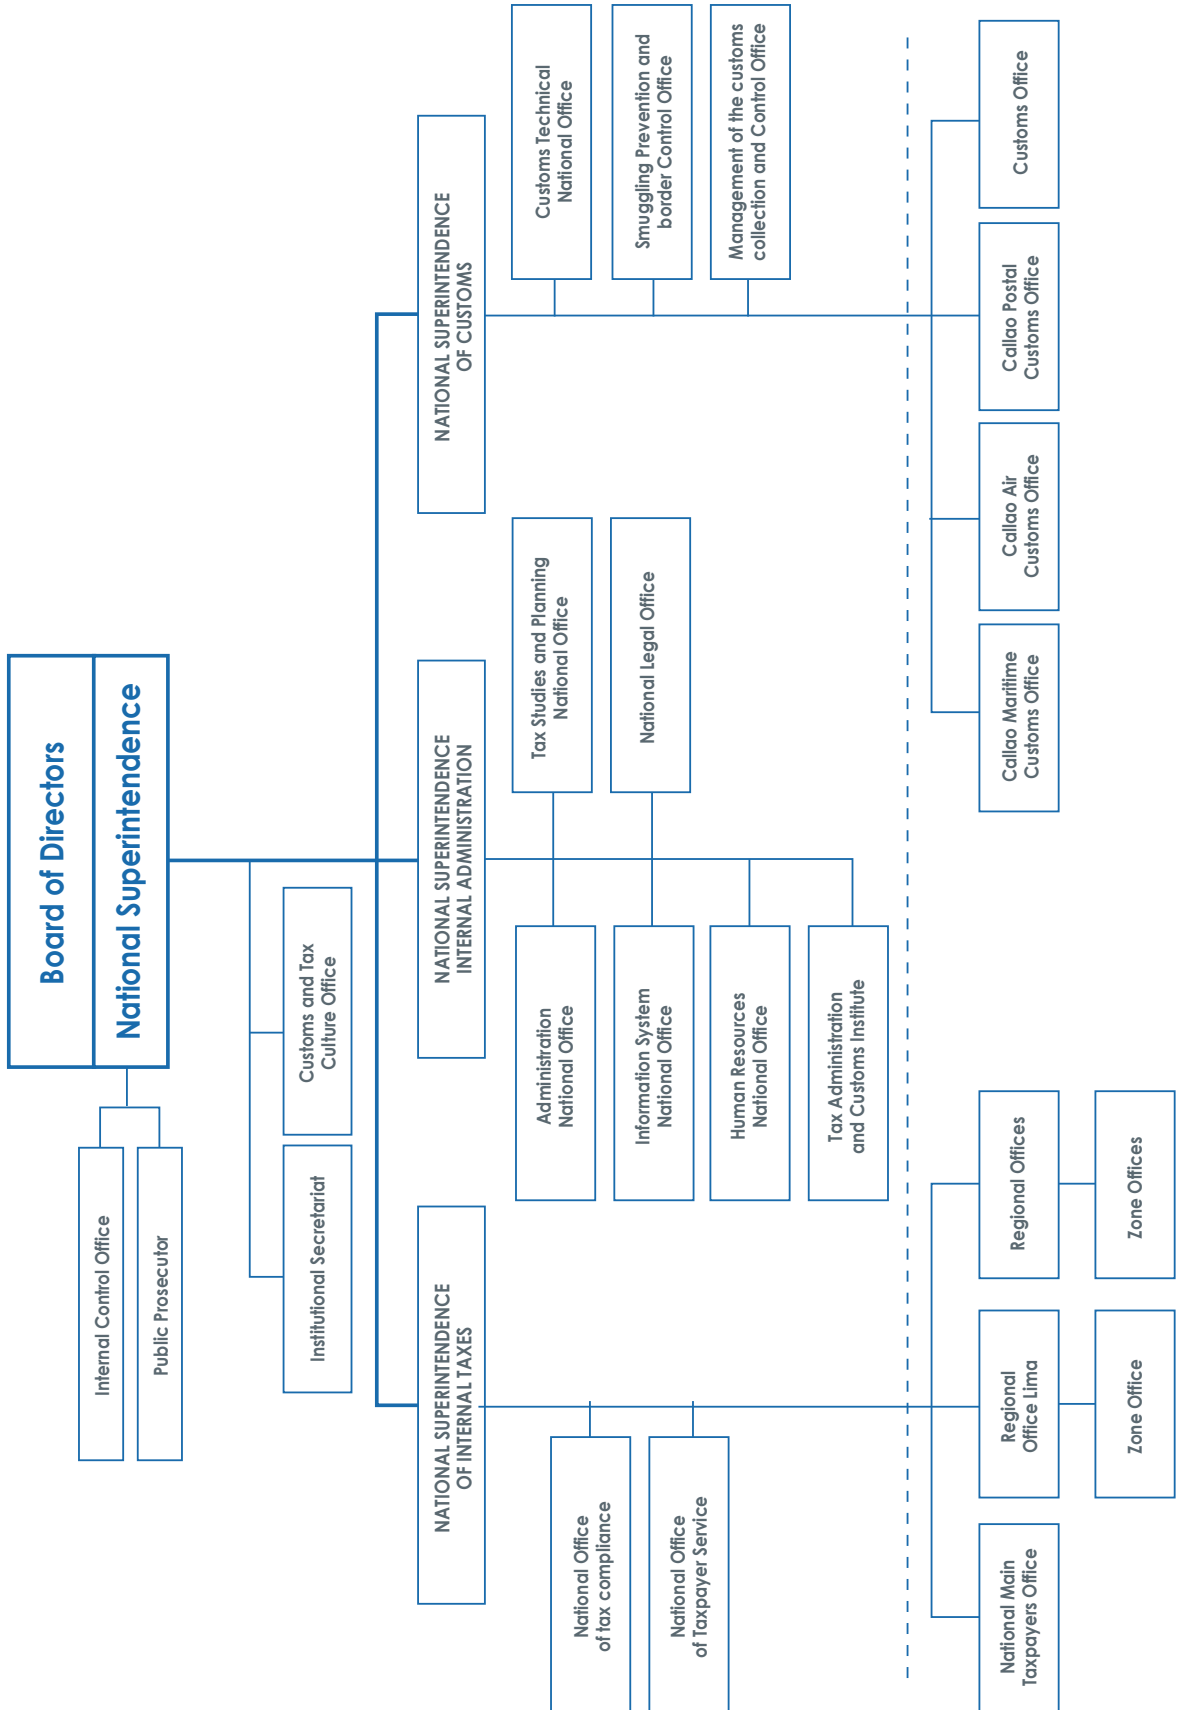 Board of Directors
National Superintendence
Internal Control Office
Public Prosecutor
Institutional Secretariat
Customs and Tax
Culture Office
NATIONAL SUPERINTENDENCE
OF INTERNAL TAXES
NATIONAL SUPERINTENDENCE
INTERNAL ADMINISTRATION
NATIONAL SUPERINTENDENCE
OF CUSTOMS
National Office
of tax compliance
National Office
of Taxpayer Service
Administration
National Office
Information System
National Office
Human Resources
National Office
Tax Administration
and Customs Institute
Tax Studies and Planning
National Office
National Legal Office
Customs Technical
National Office
Smuggling Prevention and
border Control Office
Management of the customs
collection and Control Office
National Main
Taxpayers Office
Regional
Office Lima
Regional Offices
Zone Office
Zone Offices
Callao Maritime
Customs Office
Callao Air
Customs Office
Callao Postal
Customs Office
Customs Office